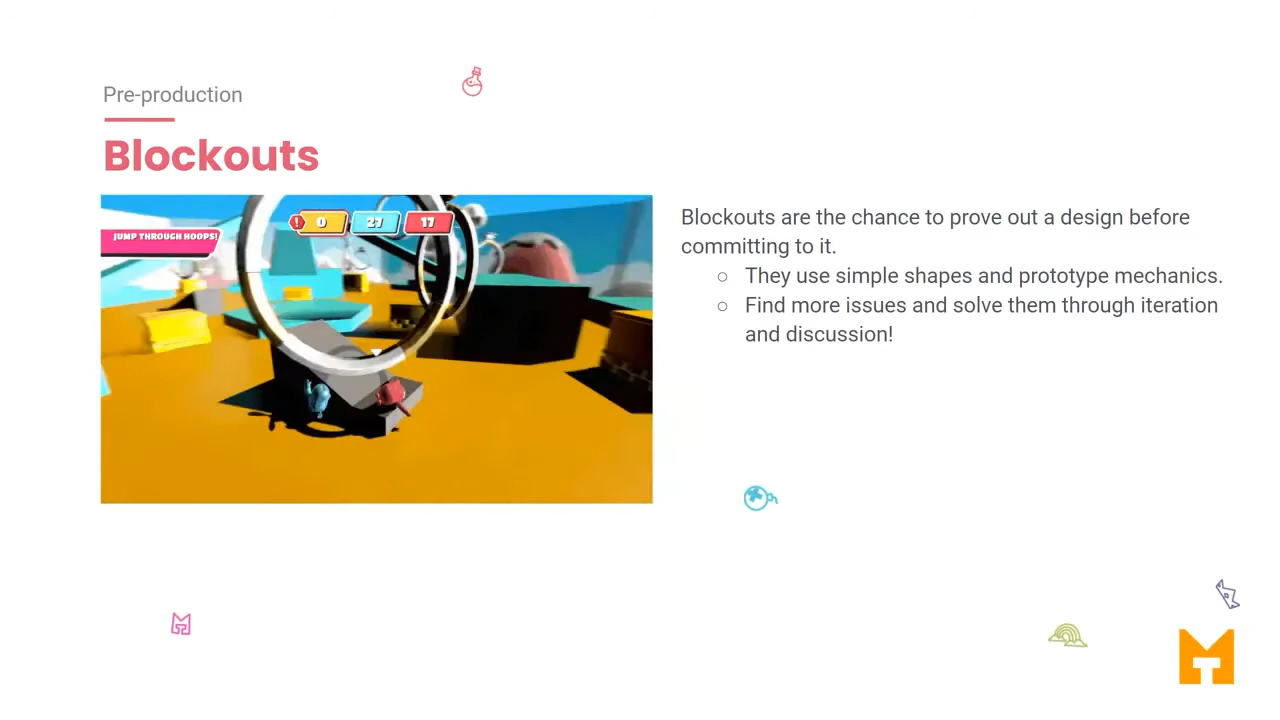 Pre-production
Blockouts
JUMP THROUGH HOOPS!
! 0 27 17
Blockouts are the chance to prove out a design before
committing to it.
○ They use simple shapes and prototype mechanics.
○ Find more issues and solve them through iteration
and discussion!